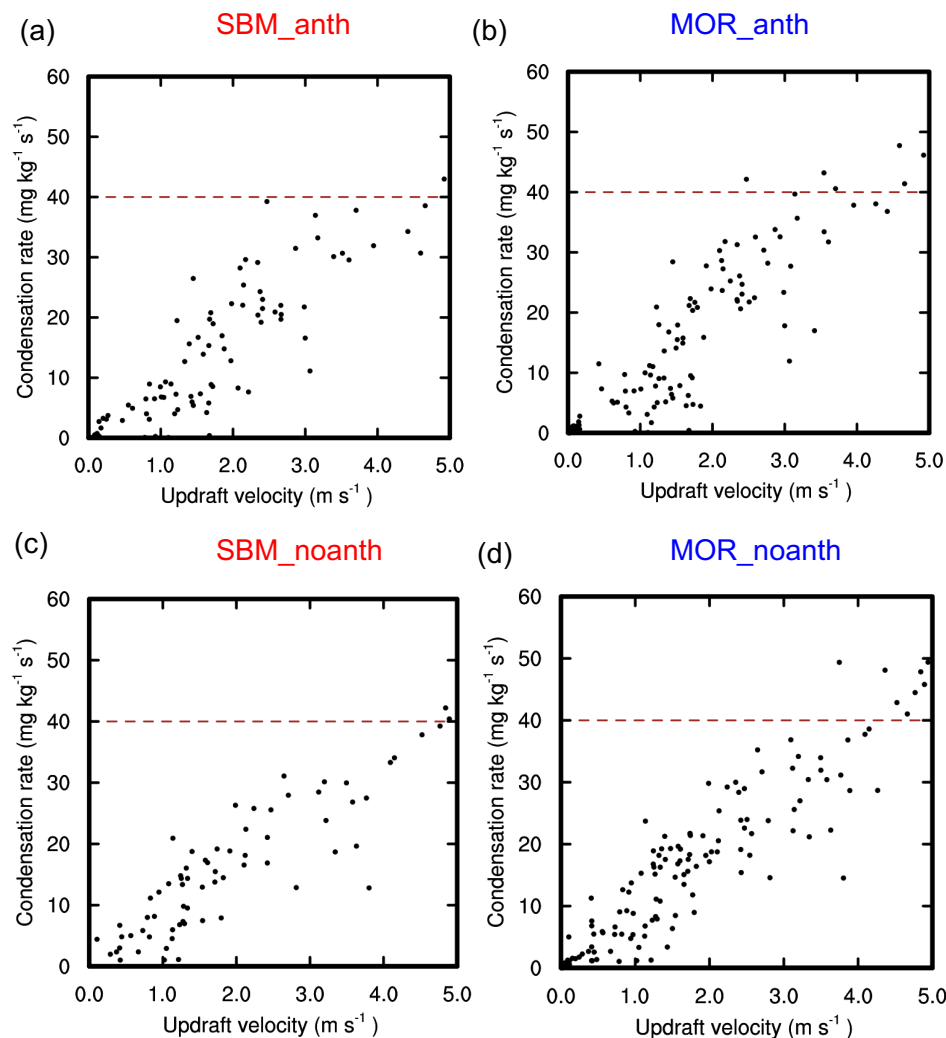 (a) SBM_anth
(b) MOR_anth
60
50
40
30
20
10
0
Condensation rate (mg kg⁻¹ s⁻¹)
0.0 1.0 2.0 3.0 4.0 5.0
Updraft velocity (m s⁻¹ )
60
50
40
30
20
10
0
Condensation rate (mg kg⁻¹ s⁻¹)
0.0 1.0 2.0 3.0 4.0 5.0
Updraft velocity (m s⁻¹ )
(c) SBM_noanth
(d) MOR_noanth
60
50
40
30
20
10
0
Condensation rate (mg kg⁻¹ s⁻¹)
0.0 1.0 2.0 3.0 4.0 5.0
Updraft velocity (m s⁻¹ )
60
50
40
30
20
10
0
Condensation rate (mg kg⁻¹ s⁻¹)
0.0 1.0 2.0 3.0 4.0 5.0
Updraft velocity (m s⁻¹ )